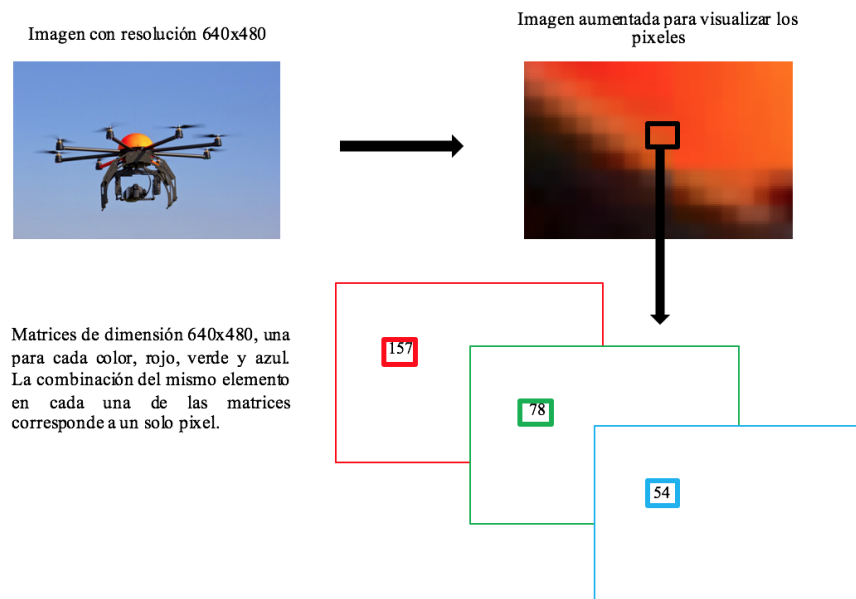 Imagen con resolución 640x480
Imagen aumentada para visualizar los
pixeles
Matrices de dimensión 640x480, una
para cada color, rojo, verde y azul.
La combinación del mismo elemento
en cada una de las matrices
corresponde a un solo pixel.
157
78
54